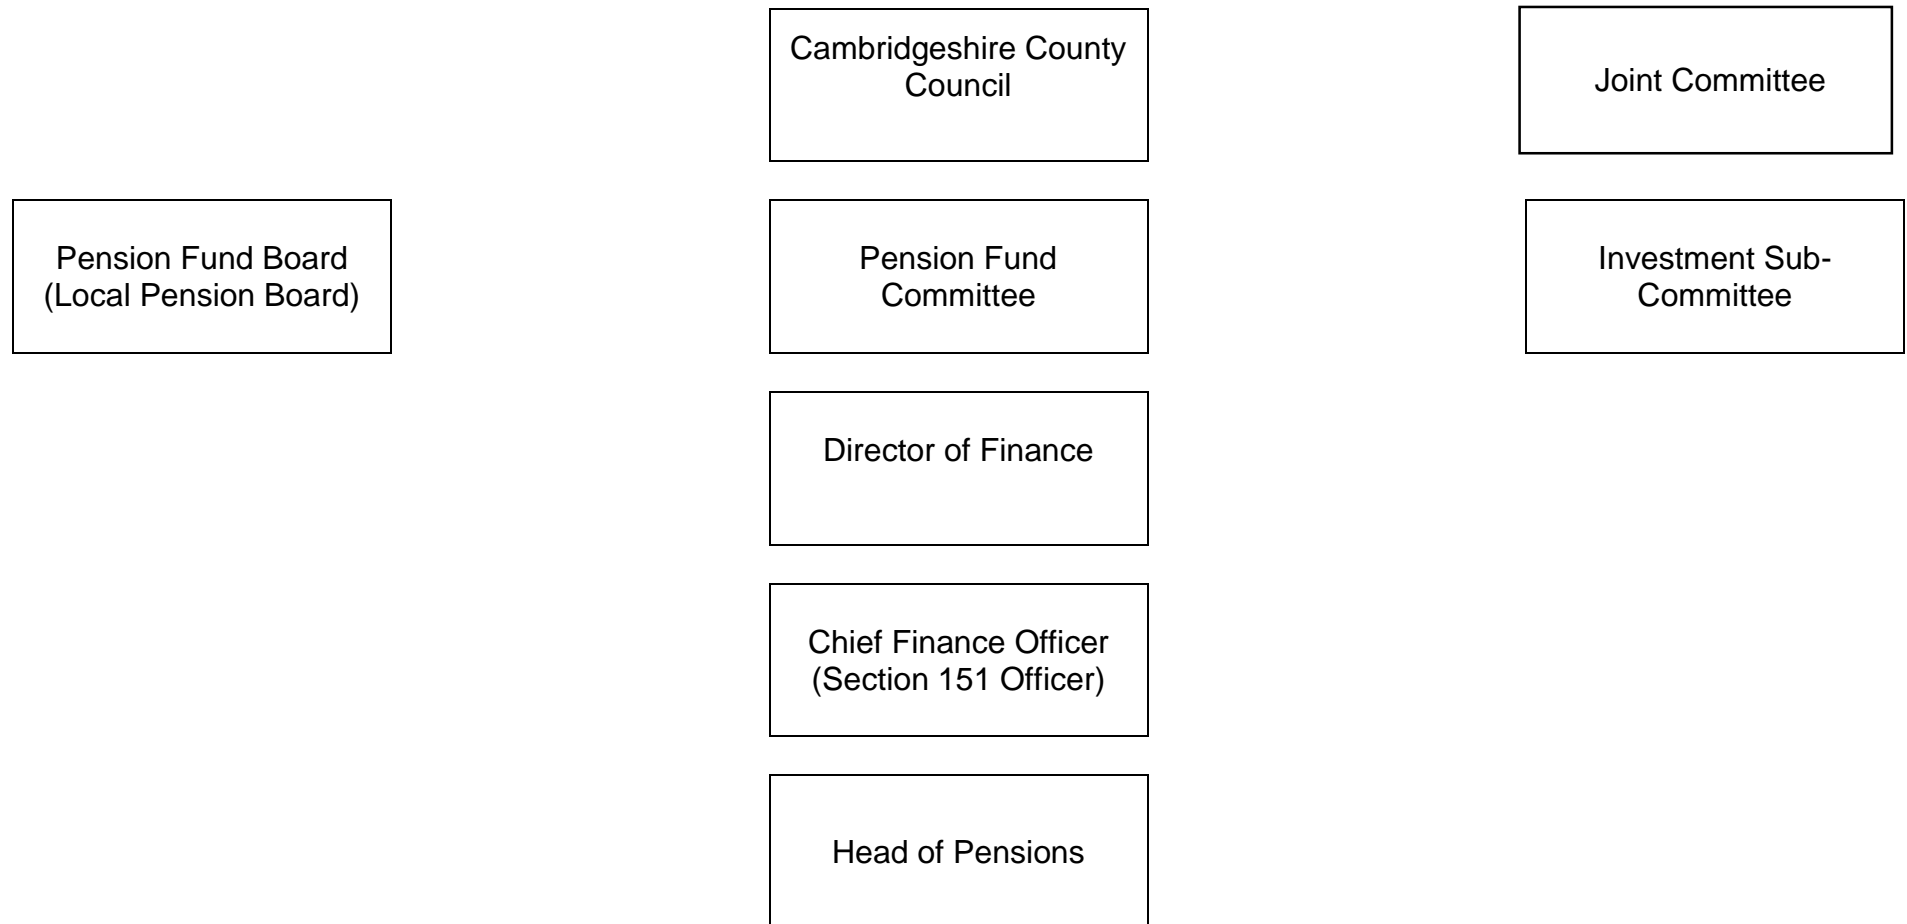 Cambridgeshire County
Council
Joint Committee
Pension Fund Board
(Local Pension Board)
Pension Fund
Committee
Investment Sub-
Committee
Director of Finance
Chief Finance Officer
(Section 151 Officer)
Head of Pensions